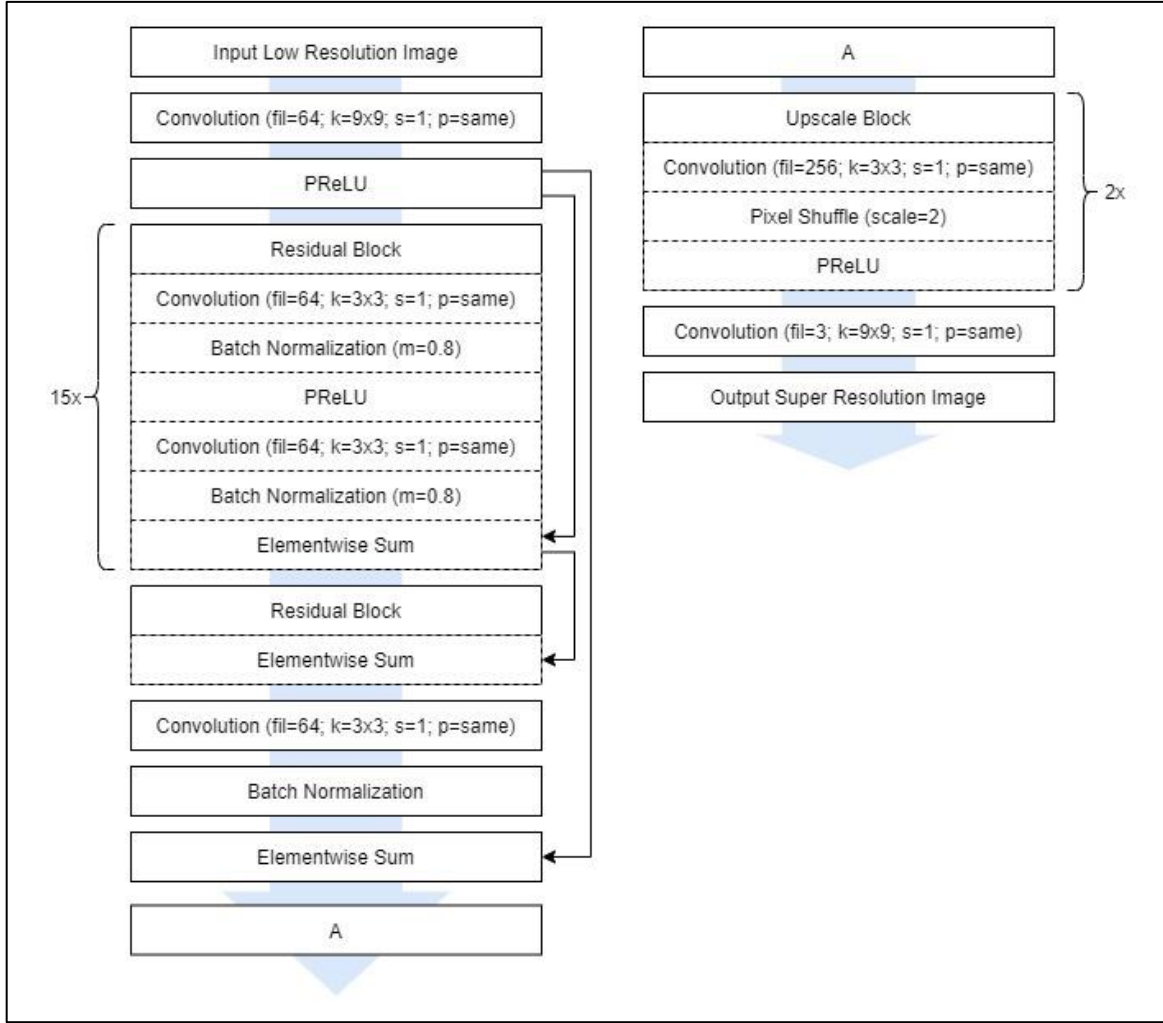 Input Low Resolution Image
Convolution (fil=64; k=9x9; s=1; p=same)
PReLU
15x
Residual Block
Convolution (fil=64; k=3x3; s=1; p=same)
Batch Normalization (m=0.8)
PReLU
Convolution (fil=64; k=3x3; s=1; p=same)
Batch Normalization (m=0.8)
Elementwise Sum
Residual Block
Elementwise Sum
Convolution (fil=64; k=3x3; s=1; p=same)
Batch Normalization
Elementwise Sum
A
A
Upscale Block
Convolution (fil=256; k=3x3; s=1; p=same)
Pixel Shuffle (scale=2)
PReLU
2x
Convolution (fil=3; k=9x9; s=1; p=same)
Output Super Resolution Image